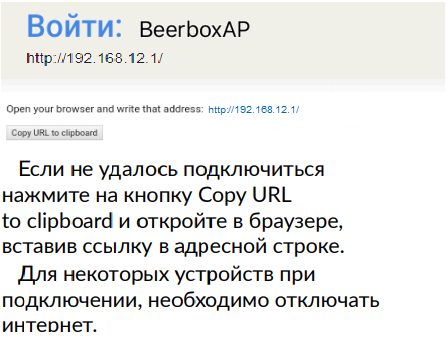 Войти: BeerboxAP
http://192.168.12.1/
Open your browser and write that address: http://192.168.12.1/
Copy URL to clipboard
Если не удалось подключиться
нажмите на кнопку Copy URL
to clipboard и откройте в браузере,
вставив ссылку в адресной строке.
Для некоторых устройств при
подключении, необходимо отключать
интернет.